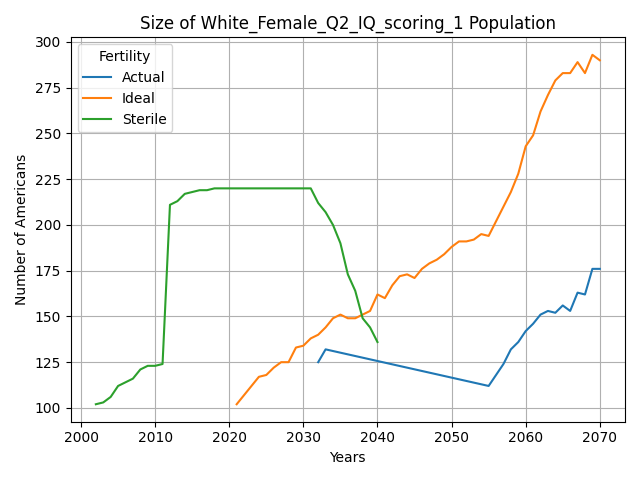 Size of White_Female_Q2_IQ_scoring_1 Population
300
275
250
225
200
175
150
125
100
Number of Americans
Fertility
Actual
Ideal
Sterile
2000 2010 2020 2030 2040 2050 2060 2070
Years